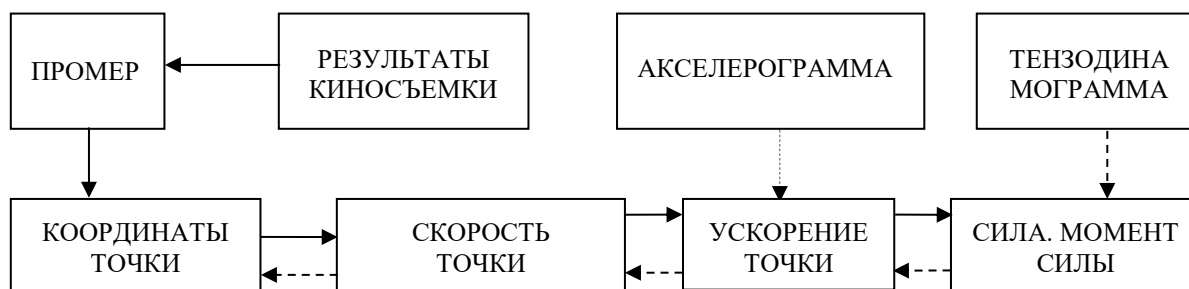 ПРОМЕР
РЕЗУЛЬТАТЫ
КИНОСЪЕМКИ
АКСЕЛЕРОГРАММА
ТЕНЗОДИНА
МОГРАММА
КООРДИНАТЫ
ТОЧКИ
СКОРОСТЬ
ТОЧКИ
УСКОРЕНИЕ
ТОЧКИ
СИЛА. МОМЕНТ
СИЛЫ